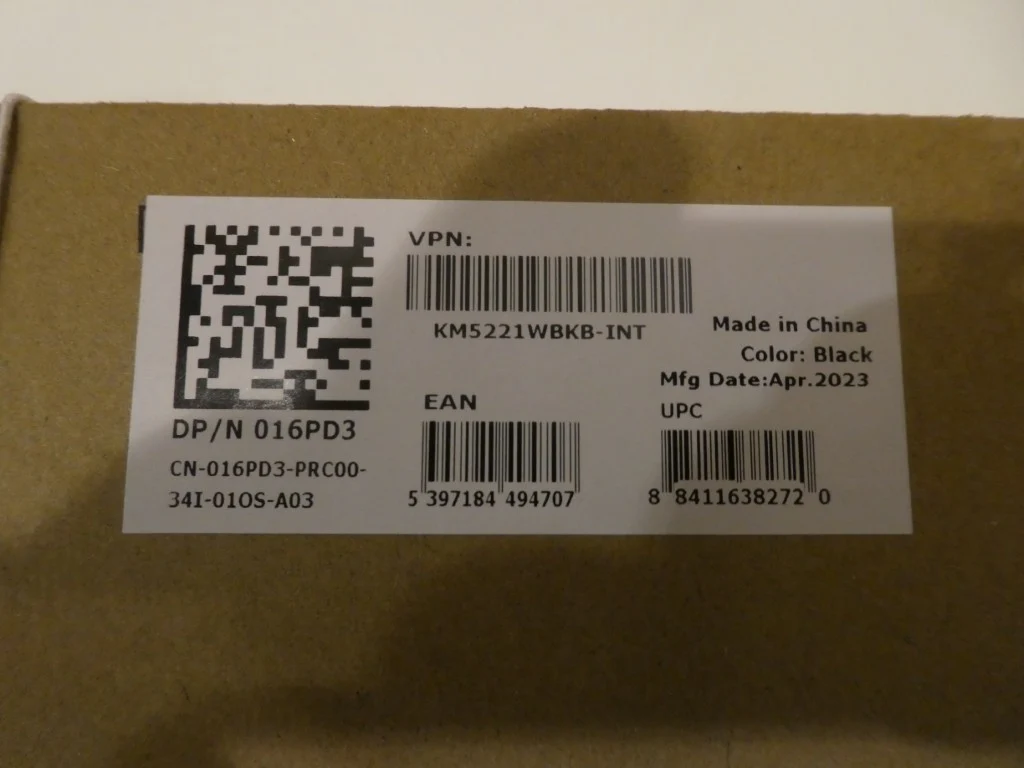 VPN:
KM5221WBKB-INT
Made in China
Color: Black
Mfg Date:Apr.2023
DP/N 016PD3
CN-016PD3-PRC00-
34I-01OS-A03
EAN
5 397184 494707
UPC
8 8411638272 0